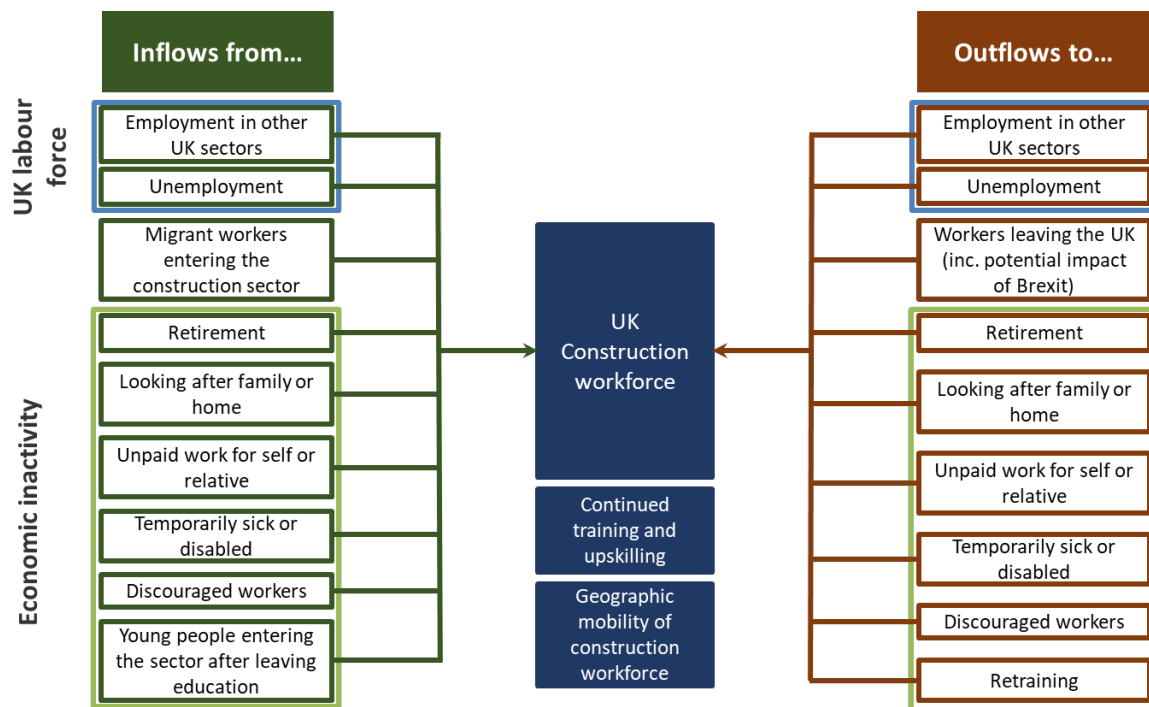 Inflows from…
Outflows to…
UK labour
force
Employment in other
UK sectors
Unemployment
Migrant workers
entering the
construction sector
Economic inactivity
Retirement
Looking after family or
home
Unpaid work for self or
relative
Temporarily sick or
disabled
Discouraged workers
Young people entering
the sector after leaving
education
UK
Construction
workforce
Continued
training and
upskilling
Geographic
mobility of
construction
workforce
Employment in other
UK sectors
Unemployment
Workers leaving the UK
(inc. potential impact
of Brexit)
Retirement
Looking after family or
home
Unpaid work for self or
relative
Temporarily sick or
disabled
Discouraged workers
Retraining